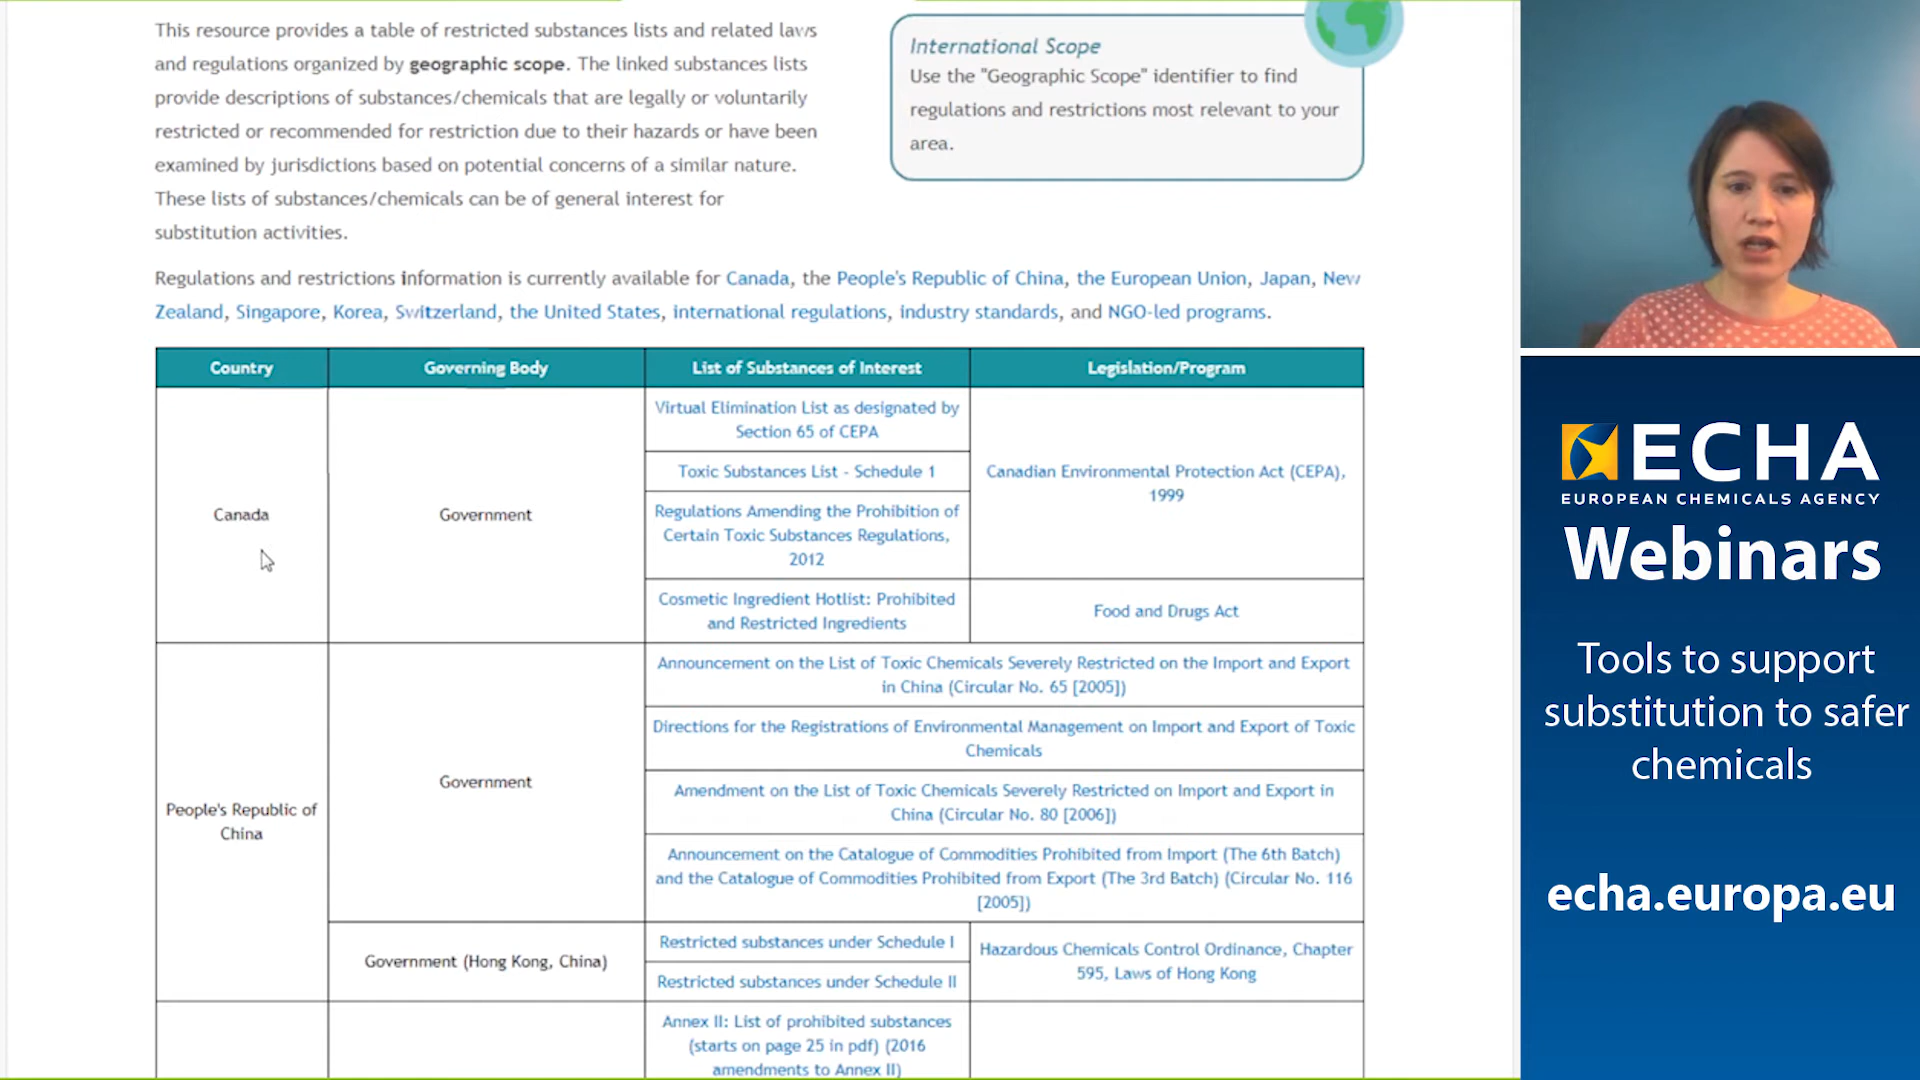 This resource provides a table of restricted substances lists and related laws
and regulations organized by geographic scope. The linked substances lists
provide descriptions of substances/chemicals that are legally or voluntarily
restricted or recommended for restriction due to their hazards or have been
examined by jurisdictions based on potential concerns of a similar nature.
These lists of substances/chemicals can be of general interest for
substitution activities.
International Scope
Use the "Geographic Scope" identifier to find
regulations and restrictions most relevant to your
area.
Regulations and restrictions information is currently available for Canada, the People's Republic of China, the European Union, Japan, New
Zealand, Singapore, Korea, Switzerland, the United States, international regulations, industry standards, and NGO-led programs.
Country Governing Body List of Substances of Interest Legislation/Program
Canada
Government
Virtual Elimination List as designated by
Section 65 of CEPA
Toxic Substances List - Schedule 1
Regulations Amending the Prohibition of
Certain Toxic Substances Regulations,
2012
Canadian Environmental Protection Act (CEPA),
1999
Cosmetic Ingredient Hotlist: Prohibited
and Restricted Ingredients
Food and Drugs Act
People's Republic of
China
Government
Announcement on the List of Toxic Chemicals Severely Restricted on the Import and Export
in China (Circular No. 65 [2005])
Directions for the Registrations of Environmental Management on Import and Export of Toxic
Chemicals
Amendment on the List of Toxic Chemicals Severely Restricted on Import and Export in
China (Circular No. 80 [2006])
Announcement on the Catalogue of Commodities Prohibited from Import (The 6th Batch)
and the Catalogue of Commodities Prohibited from Export (The 3rd Batch) (Circular No. 116
[2005])
Government (Hong Kong, China)
Restricted substances under Schedule I
Restricted substances under Schedule II
Hazardous Chemicals Control Ordinance, Chapter
595, Laws of Hong Kong
Annex II: List of prohibited substances
(starts on page 25 in pdf) (2016
amendments to Annex II)
ECHA
EUROPEAN CHEMICALS AGENCY
Webinars
Tools to support
substitution to safer
chemicals
echa.europa.eu